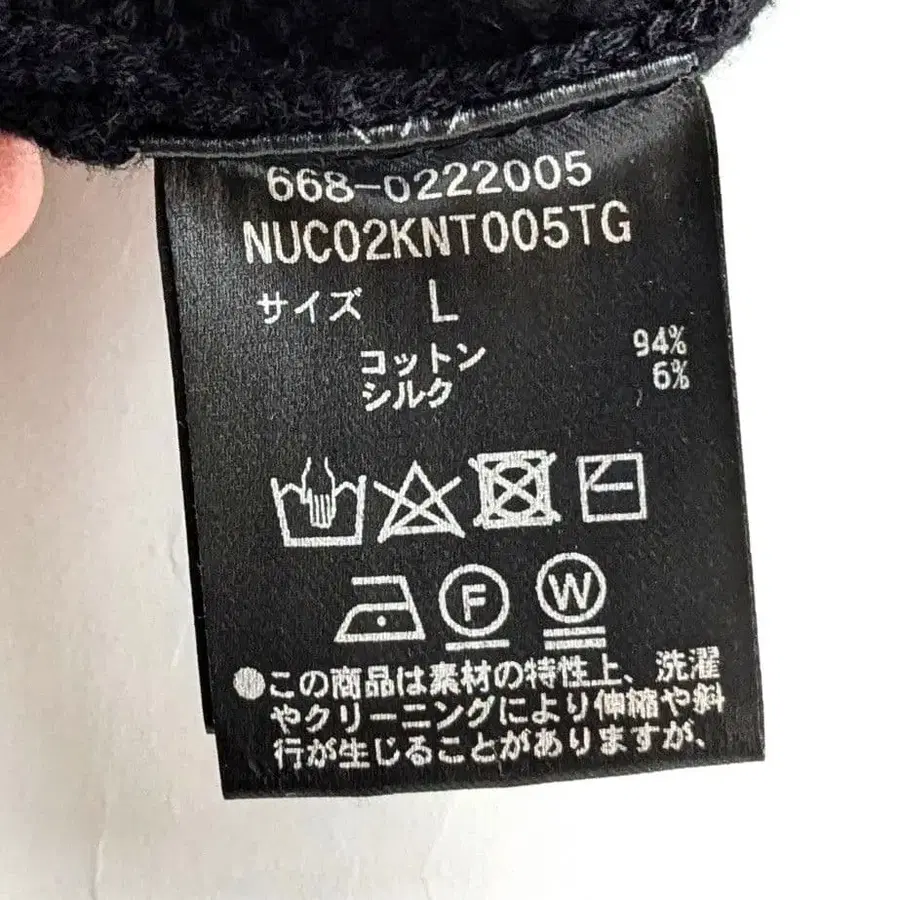 668-0222005
NUC02KNT005TG
サイズ L
コットン 94%
シルク 6%
F W
●この商品は素材の特性上、洗濯
やクリーニングにより伸縮や斜
行が生じることがありますが、